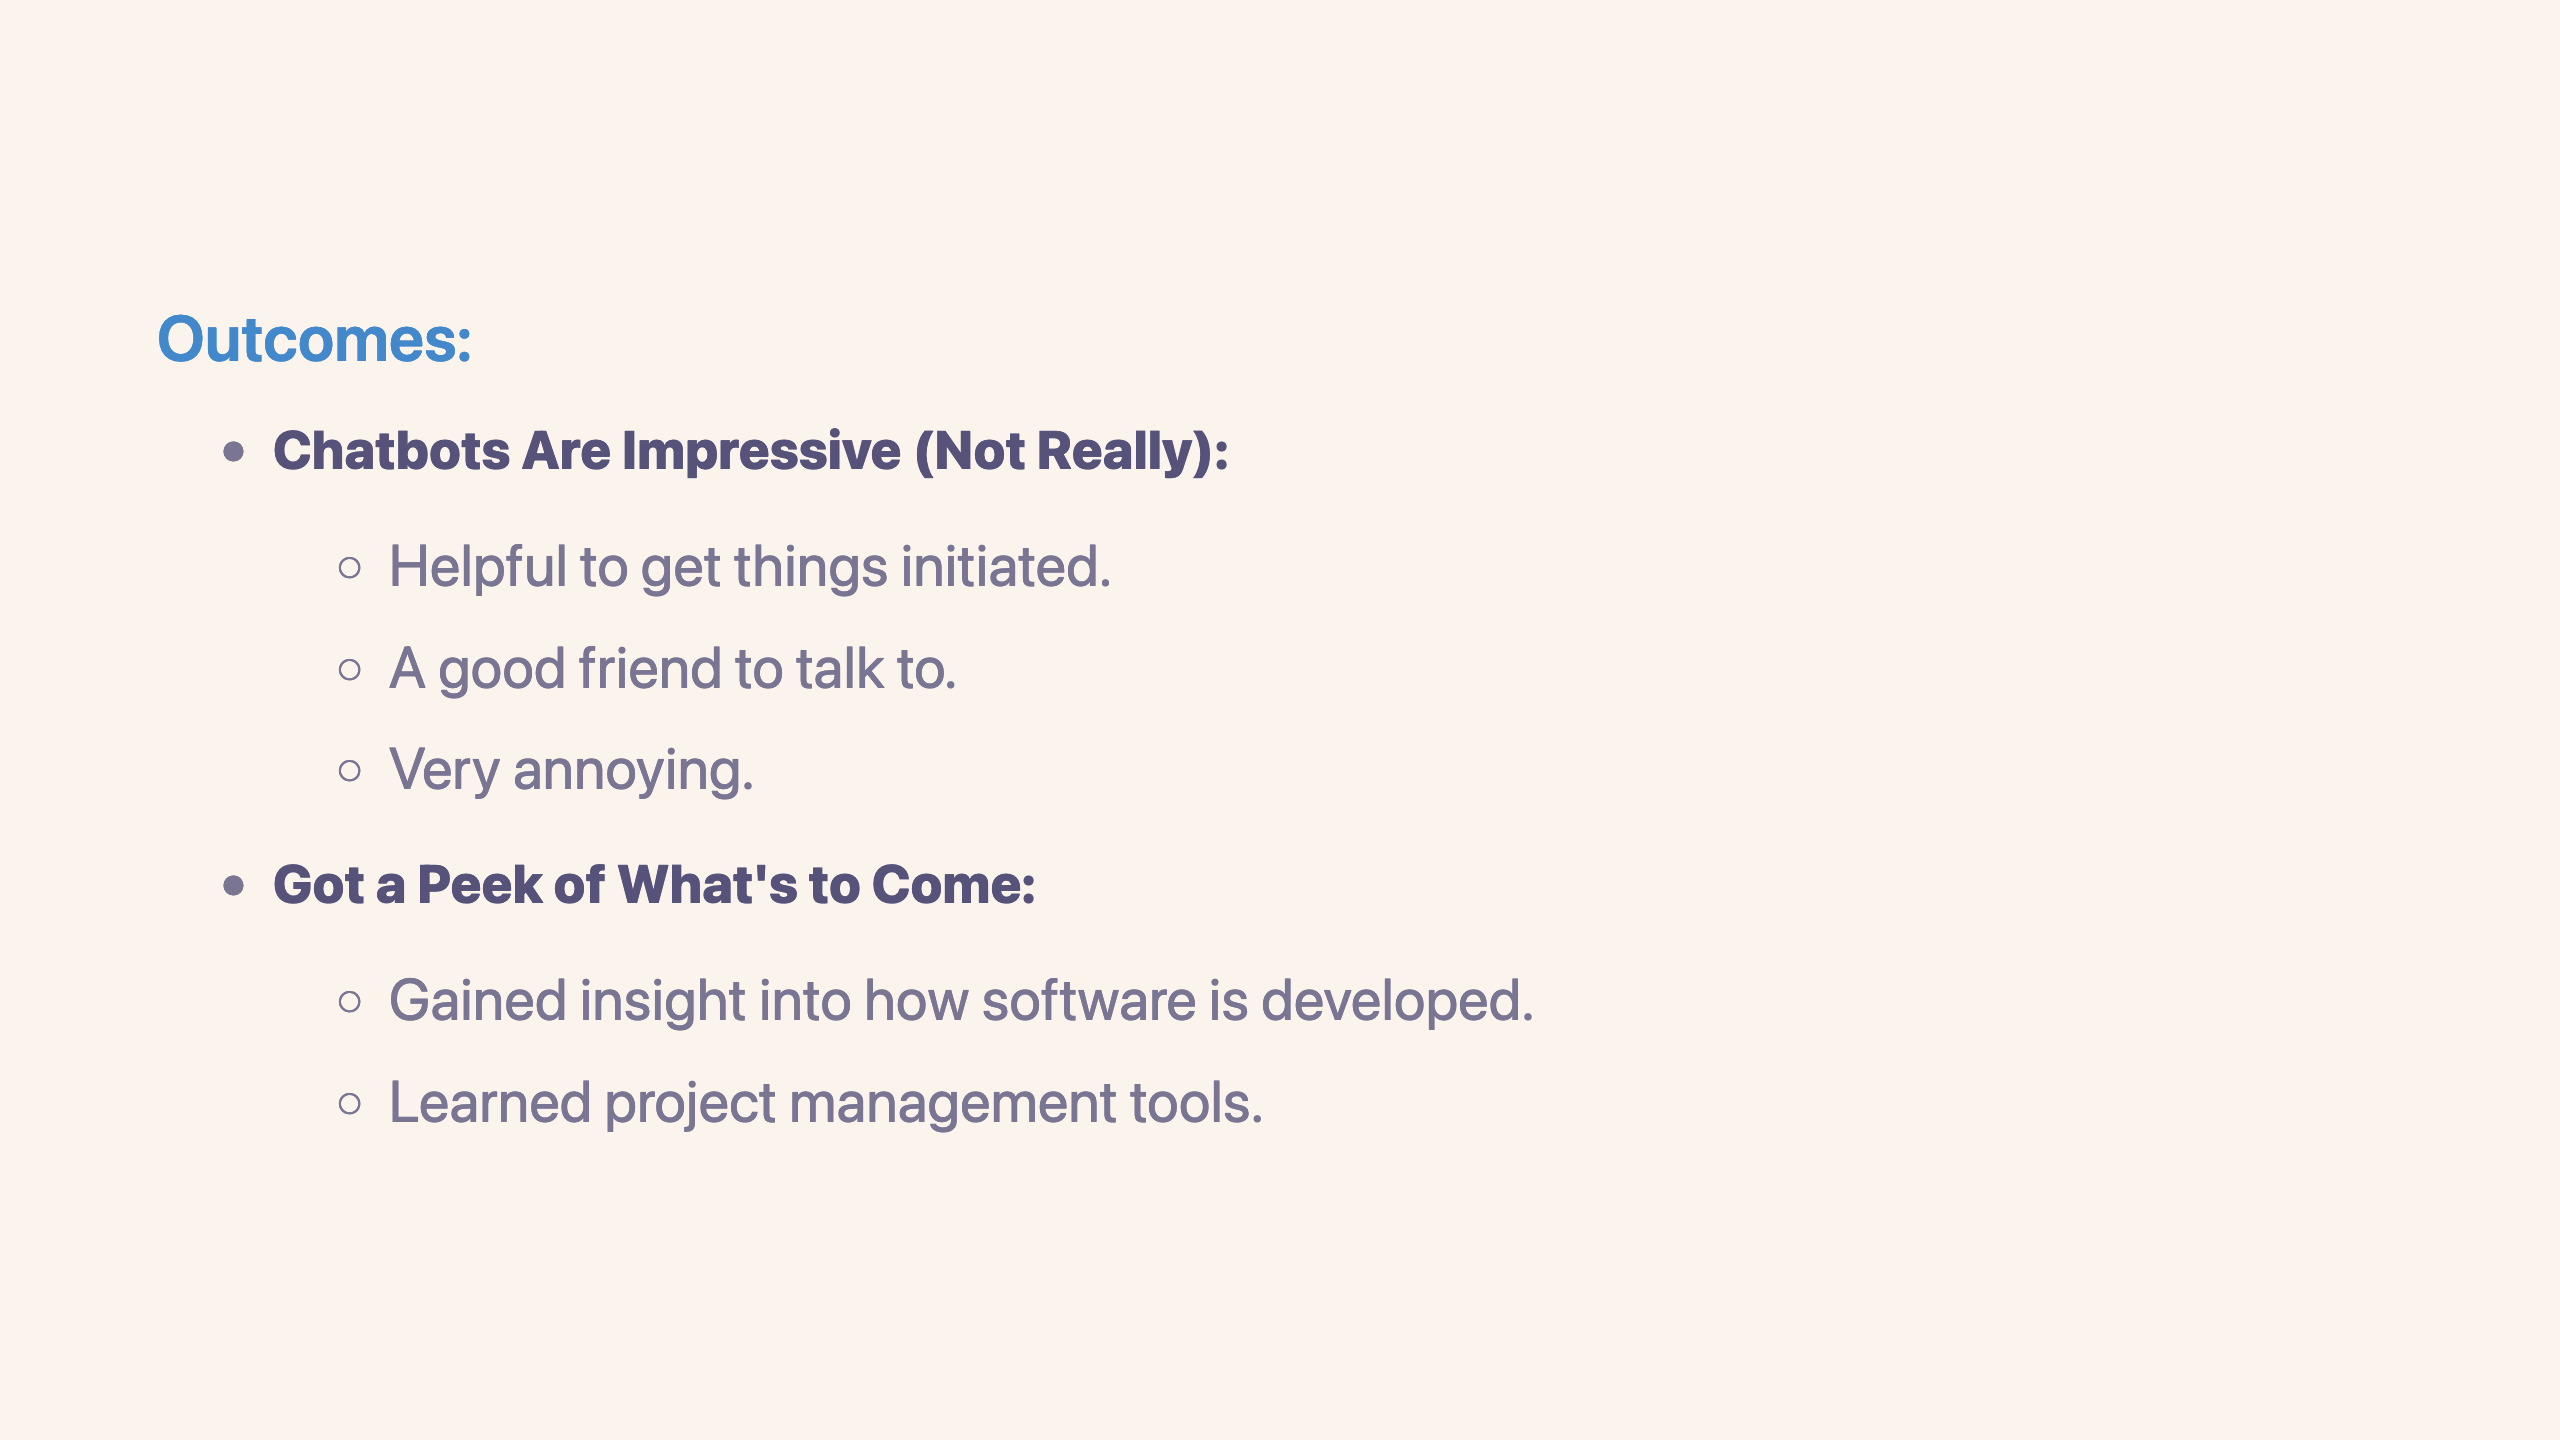 Outcomes:
Chatbots Are Impressive (Not Really):
Helpful to get things initiated.
A good friend to talk to.
Very annoying.
Got a Peek of What's to Come:
Gained insight into how software is developed.
Learned project management tools.